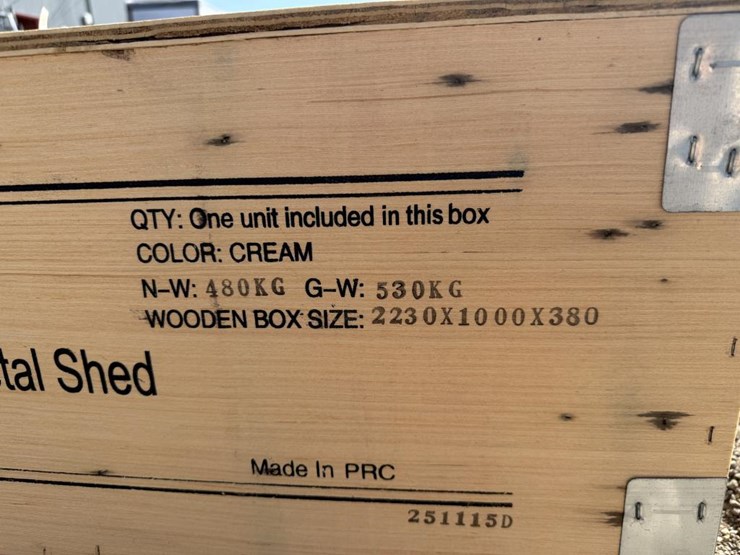 QTY: One unit included in this box
COLOR: CREAM
N-W: 480KG G-W: 530KG
WOODEN BOX SIZE: 2230X1000X380
tal Shed
Made In PRC
251115D